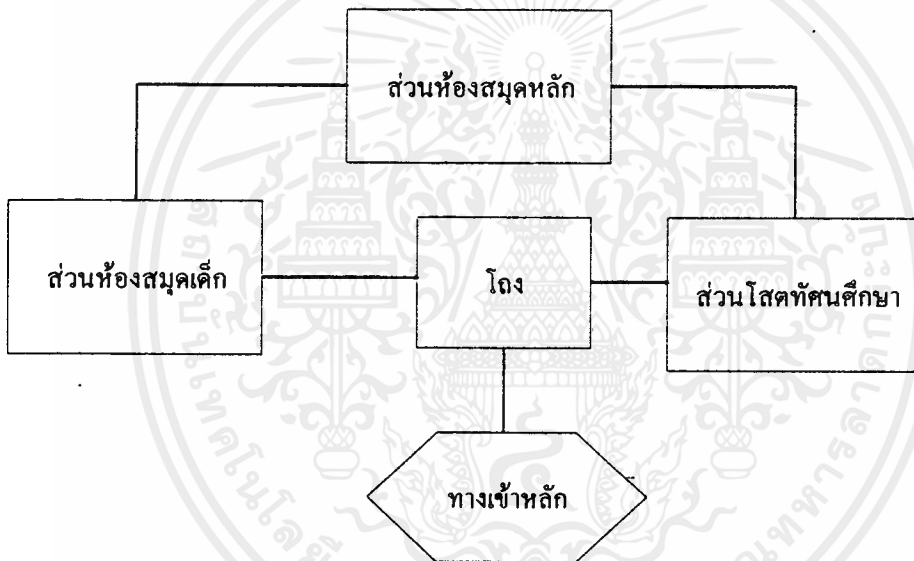 ส่วนห้องสมุดหลัก
ส่วนห้องสมุดเด็ก
โถง
ส่วนโสตทัศนศึกษา
ทางเข้าหลัก